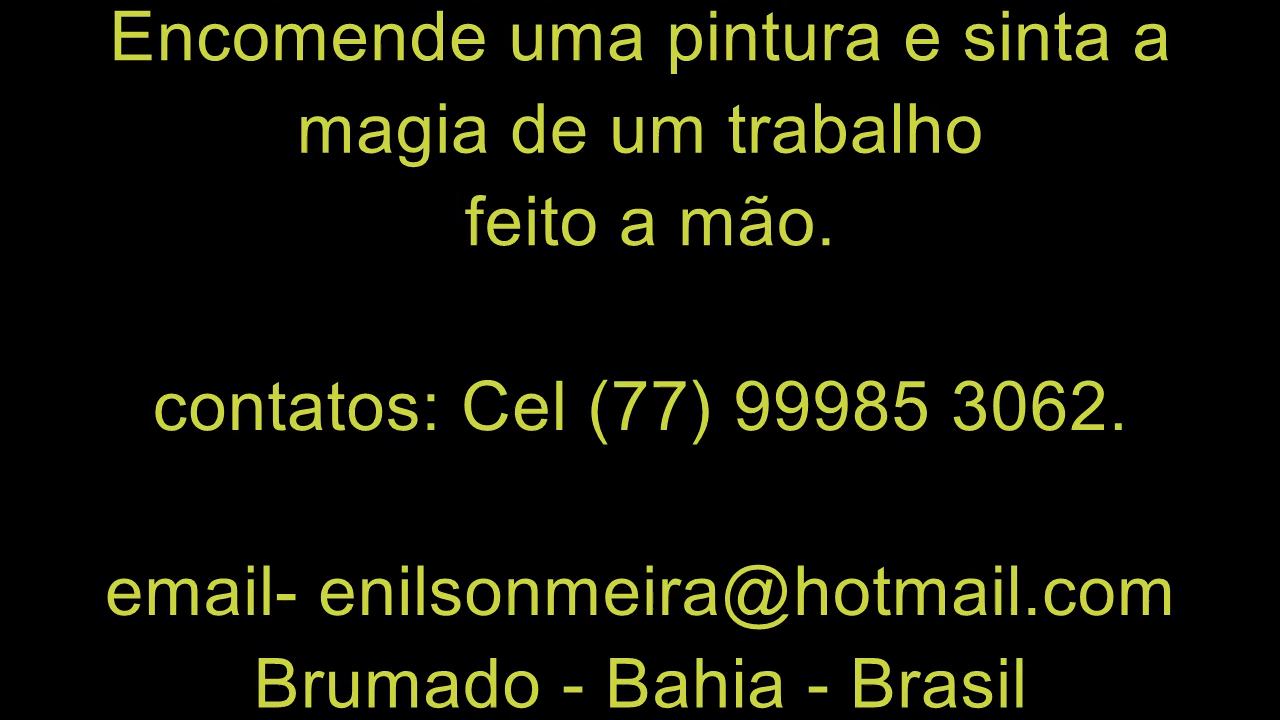 Encomende uma pintura e sinta a
magia de um trabalho
feito a mão.
contatos: Cel (77) 99985 3062.
email- enilsonmeira@hotmail.com
Brumado - Bahia - Brasil